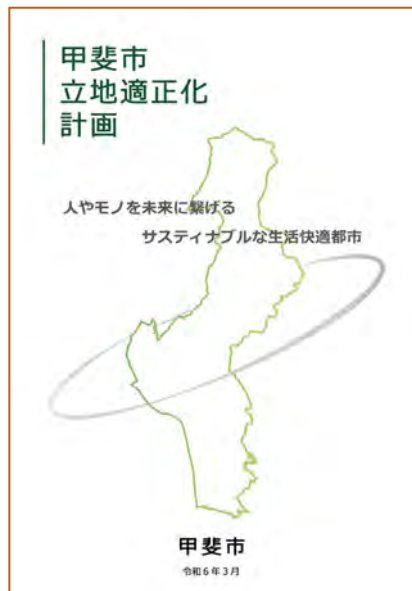 甲斐市
立地適正化
計画
人やモノを未来に繋げる
サスティナブルな生活快適都市
甲斐市
令和6年3月